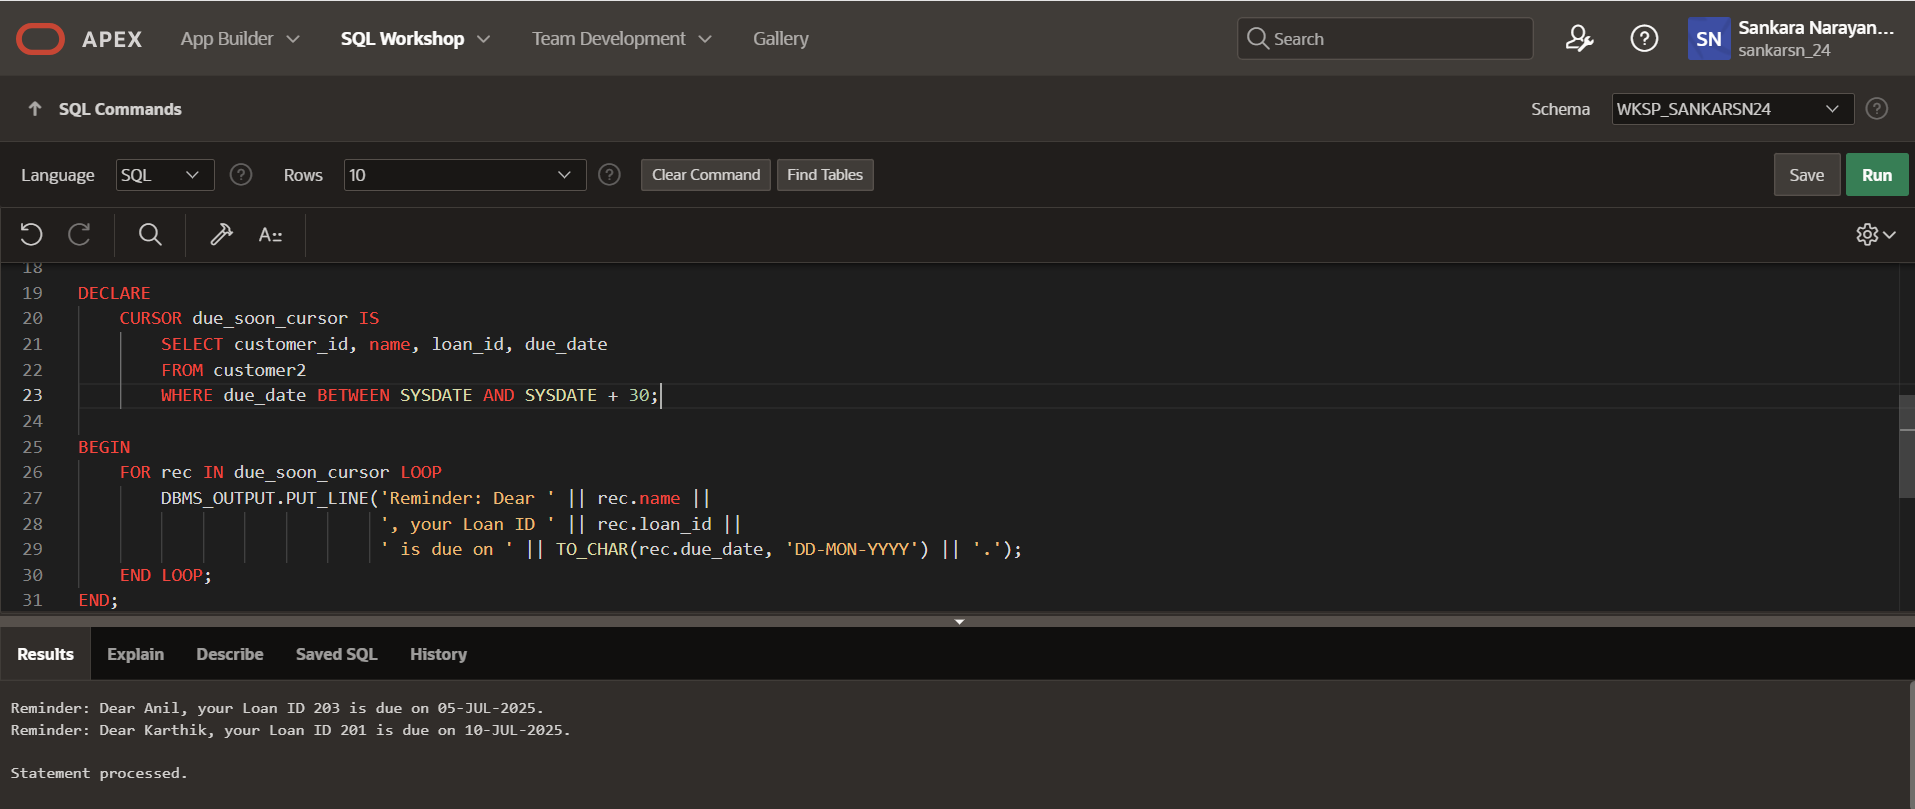 APEX App Builder SQL Workshop Team Development Gallery Search ? SN Sankara Narayan...
sankarsn_24
SQL Commands Schema WKSP_SANKARSN24 ?
Language SQL ? Rows 10 ? Clear Command Find Tables Save Run
A
18
19 DECLARE
20 CURSOR due_soon_cursor IS
21 SELECT customer_id, name, loan_id, due_date
22 FROM customer2
23 WHERE due_date BETWEEN SYSDATE AND SYSDATE + 30;
24
25 BEGIN
26 FOR rec IN due_soon_cursor LOOP
27 DBMS_OUTPUT.PUT_LINE('Reminder: Dear ' || rec.name ||
28 ', your Loan ID ' || rec.loan_id ||
29 ' is due on ' || TO_CHAR(rec.due_date, 'DD-MON-YYYY') || '.');
30 END LOOP;
31 END;
Results Explain Describe Saved SQL History
Reminder: Dear Anil, your Loan ID 203 is due on 05-JUL-2025.
Reminder: Dear Karthik, your Loan ID 201 is due on 10-JUL-2025.
Statement processed.